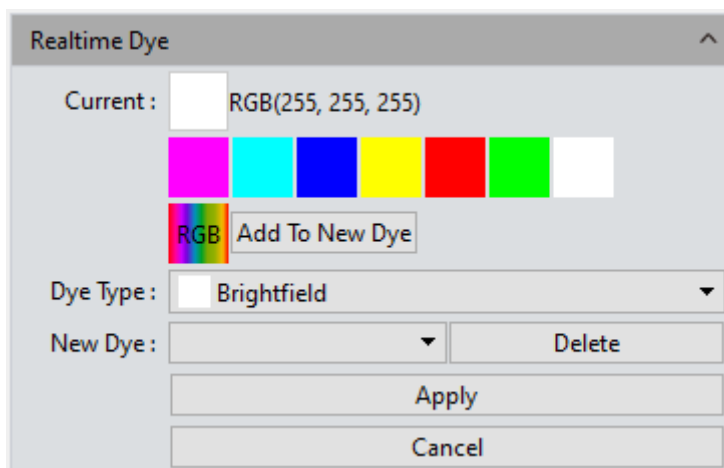 Realtime Dye
Current : RGB(255, 255, 255)
RGB Add To New Dye
Dye Type : Brightfield
New Dye : Delete
Apply
Cancel